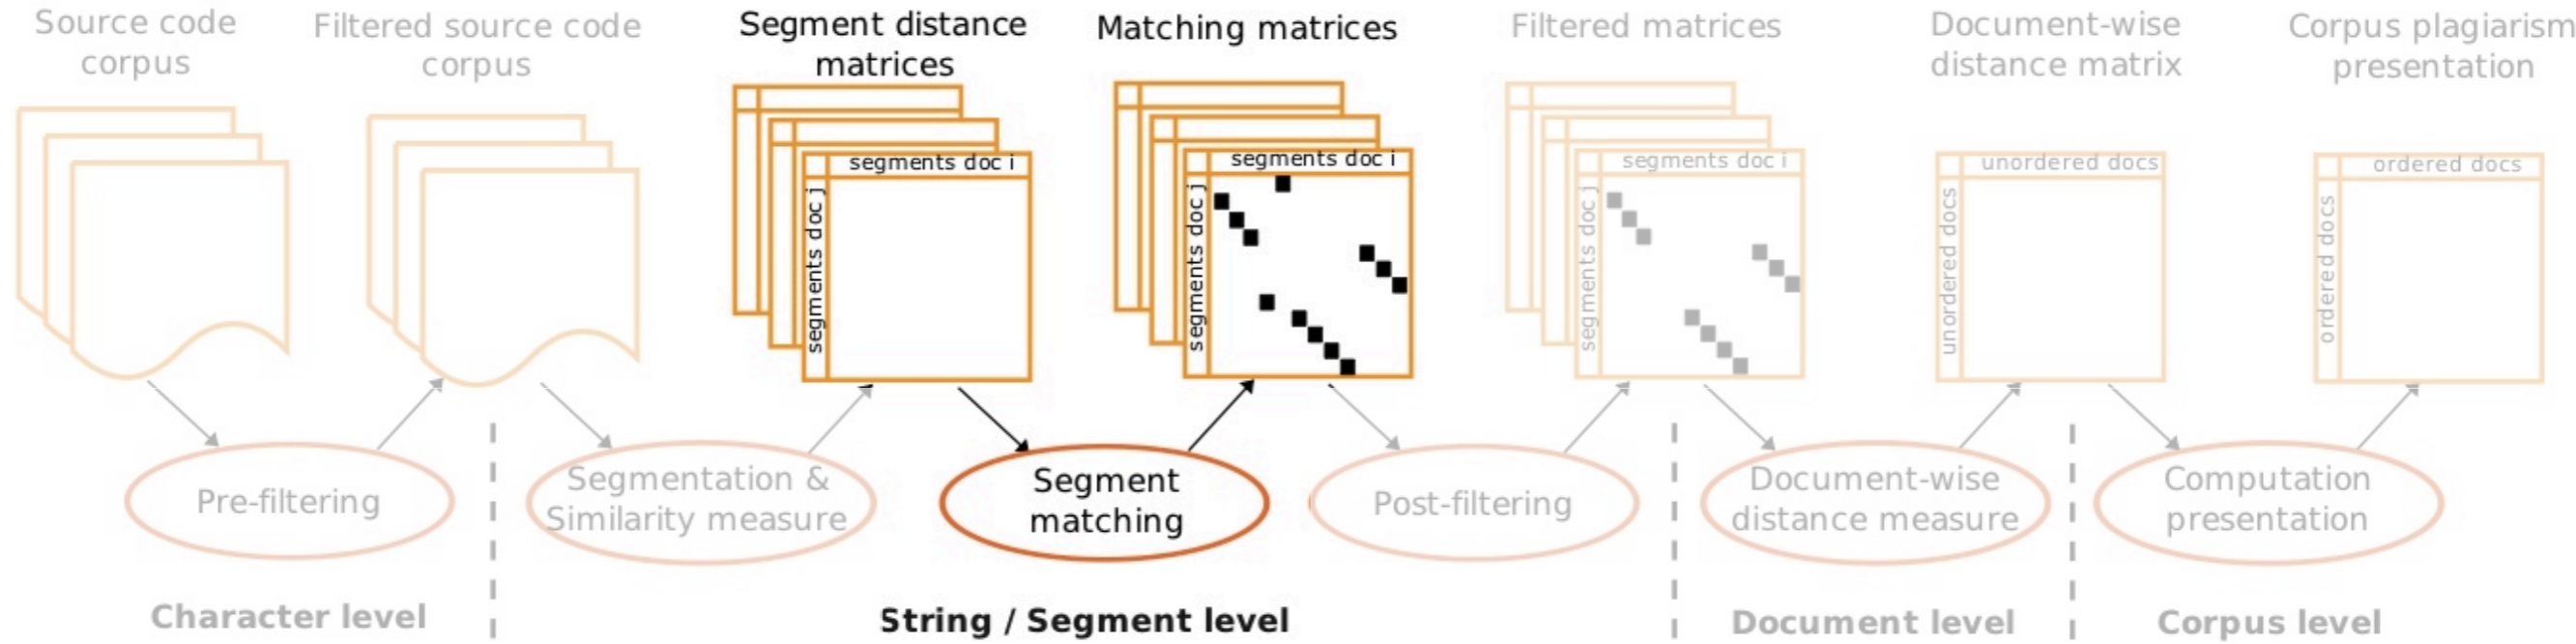 Source code
corpus
Filtered source code
corpus
Segment distance
matrices
Matching matrices
Filtered matrices
Document-wise
distance matrix
Corpus plagiarism
presentation
segments doc i
segments doc j
segments doc i
segments doc j
segments doc i
segments doc j
unordered docs
unordered docs
ordered docs
ordered docs
Pre-filtering
Segmentation &
Similarity measure
Segment
matching
Post-filtering
Document-wise
distance measure
Computation
presentation
Character level
String / Segment level
Document level
Corpus level